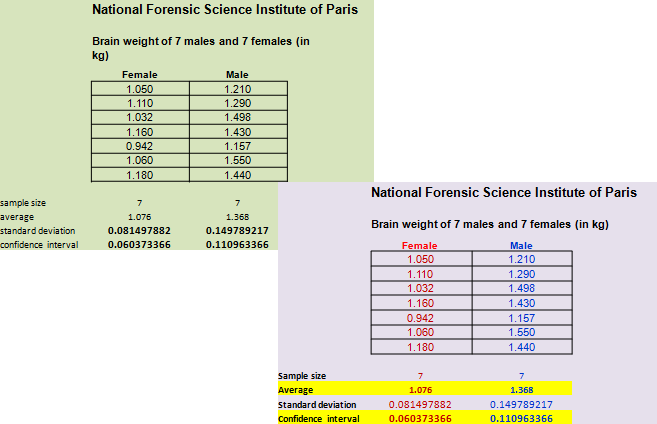 National Forensic Science Institute of Paris
Brain weight of 7 males and 7 females (in
kg)
Female Male
1.050 1.210
1.110 1.290
1.032 1.498
1.160 1.430
0.942 1.157
1.060 1.550
1.180 1.440
sample size 7 7
average 1.076 1.368
standard deviation 0.081497882 0.149789217
confidence interval 0.060373366 0.110963366
National Forensic Science Institute of Paris
Brain weight of 7 males and 7 females (in kg)
Female Male
1.050 1.210
1.110 1.290
1.032 1.498
1.160 1.430
0.942 1.157
1.060 1.550
1.180 1.440
Sample size 7 7
Average 1.076 1.368
Standard deviation 0.081497882 0.149789217
Confidence interval 0.060373366 0.110963366